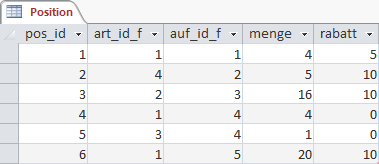 Position
pos_id art_id_f auf_id_f menge rabatt
1 1 1 4 5
2 4 2 5 10
3 2 3 16 10
4 1 4 4 0
5 3 4 1 0
6 1 5 20 10